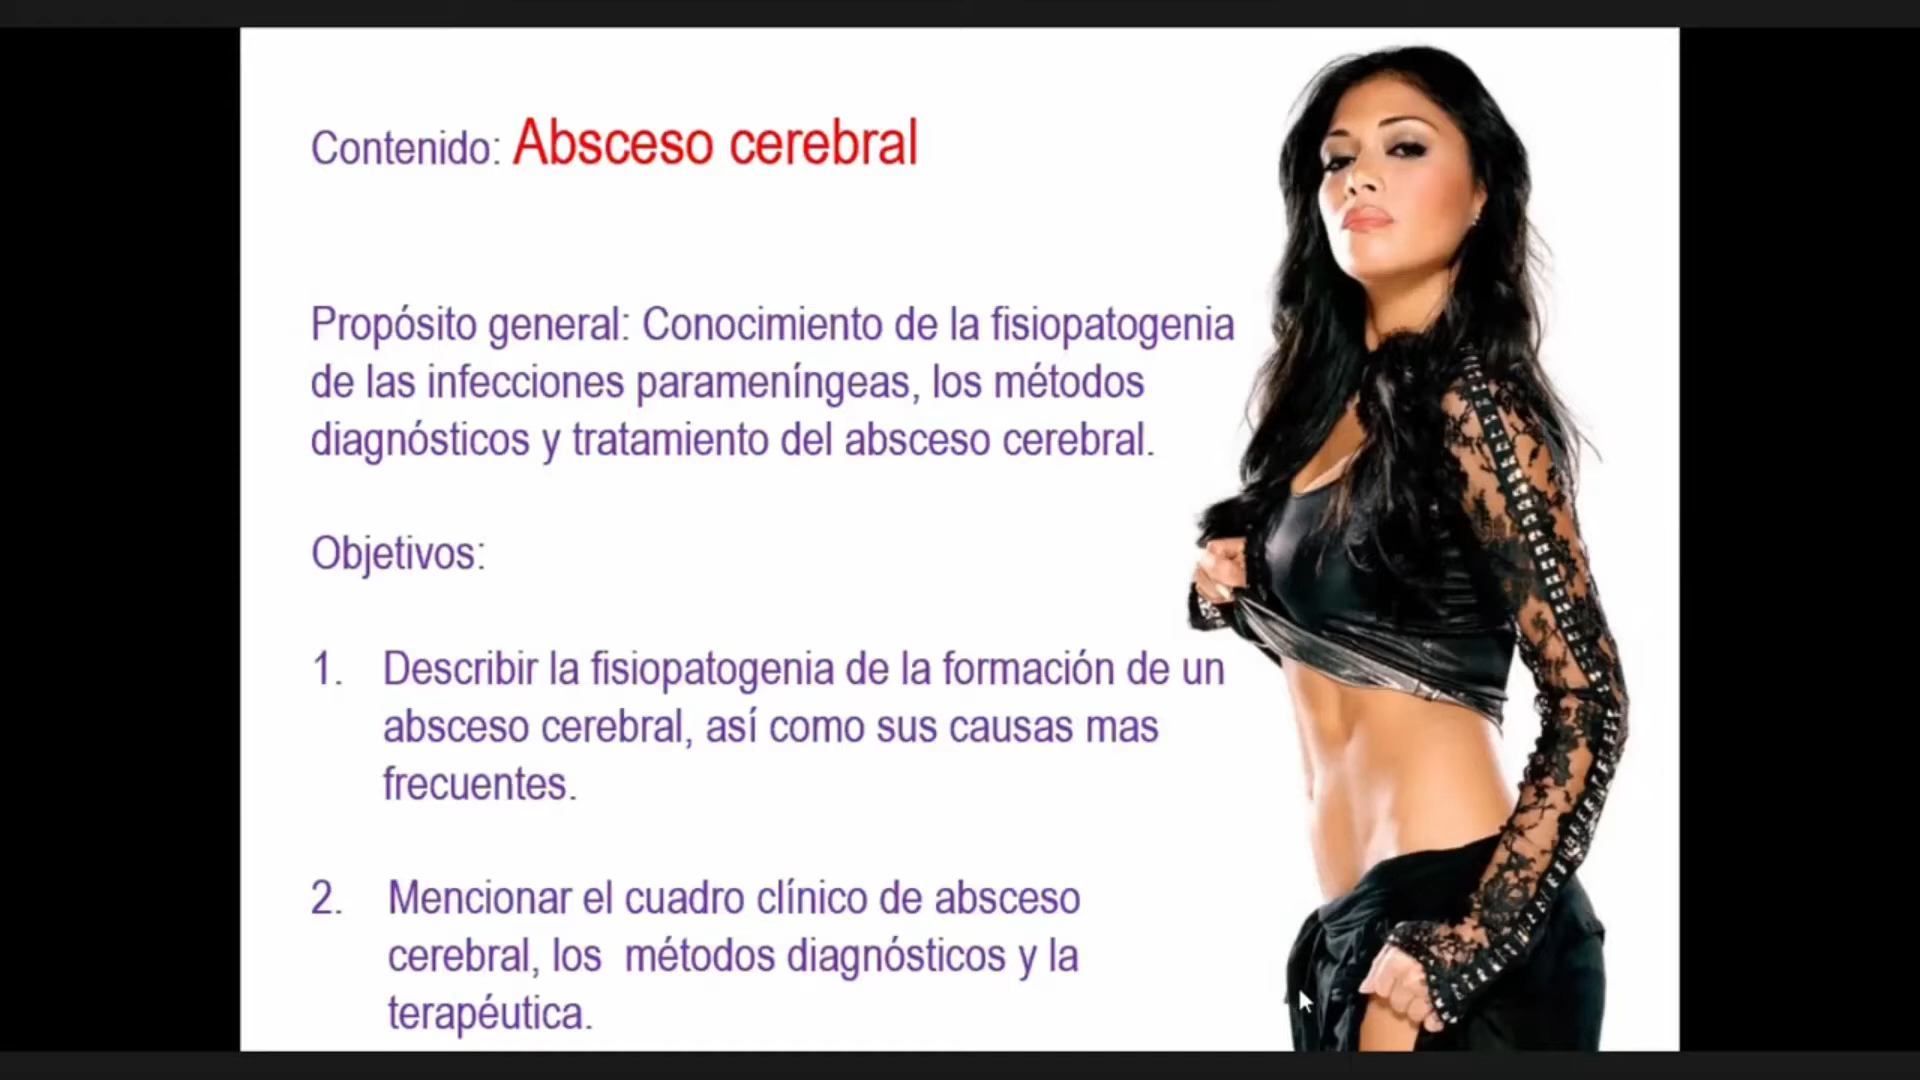 Contenido: Absceso cerebral
Propósito general: Conocimiento de la fisiopatogenia
de las infecciones parameníngeas, los métodos
diagnósticos y tratamiento del absceso cerebral.
Objetivos:
1. Describir la fisiopatogenia de la formación de un
absceso cerebral, así como sus causas mas
frecuentes.
2. Mencionar el cuadro clínico de absceso
cerebral, los métodos diagnósticos y la
terapéutica.